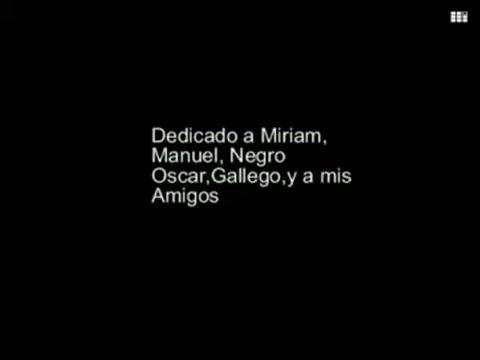 Dedicado a Miriam,
Manuel, Negro
Oscar,Gallego,y a mis
Amigos